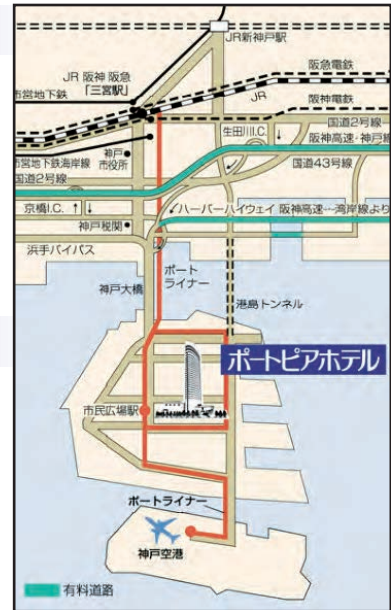 JR新神戸駅
JR 阪神 阪急
「三宮駅」
市営地下鉄
阪急電鉄
JR
阪神電鉄
生田川I.C.
国道2号線
阪神高速・神戸線
国道43号線
神戸
市役所
市営地下鉄海岸線
国道2号線
京橋I.C.
神戸税関
ハーバーハイウェイ 阪神高速…湾岸線より
浜手バイパス
ポート
ライナー
神戸大橋
港島トンネル
ポートピアホテル
市民広場駅
ポートライナー
神戸空港
有料道路